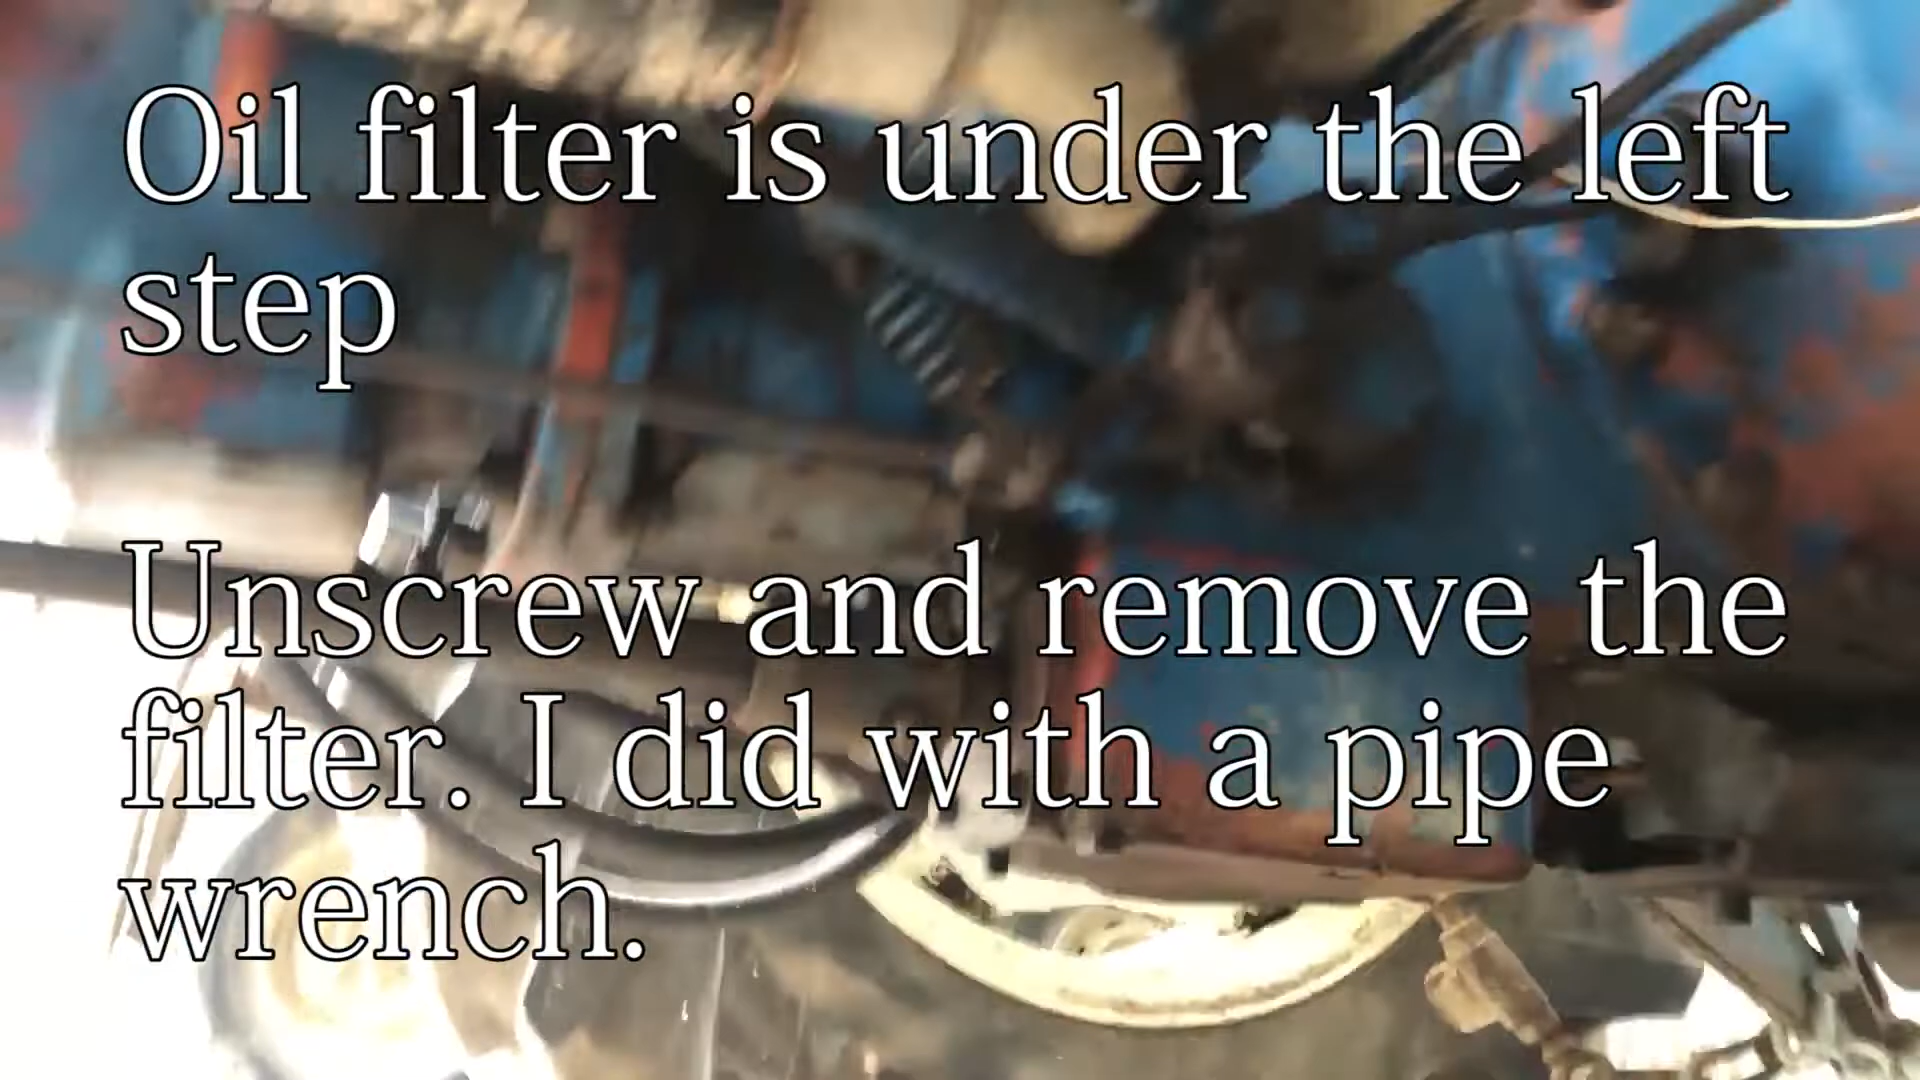 Oil filter is under the left
step
Unscrew and remove the
filter. I did with a pipe
wrench.